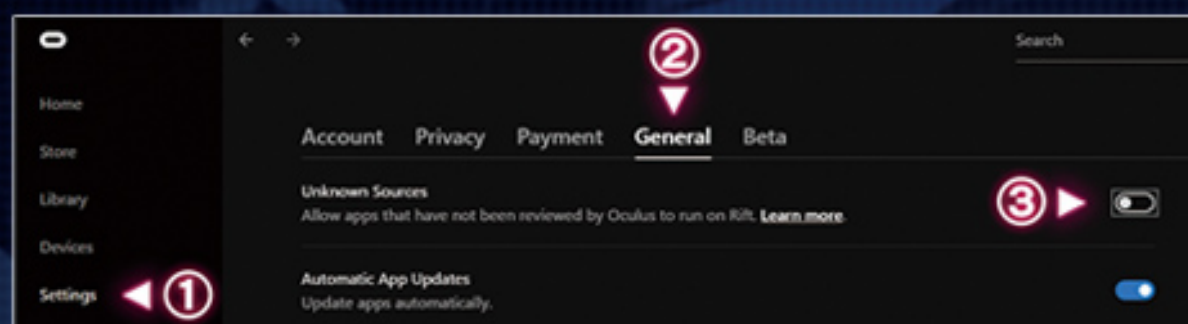 Search
②
Home
Account Privacy Payment General Beta
Store
Unknown Sources
Library
Allow apps that have not been reviewed by Oculus to run on Rift. Learn more.
③
Devices
Automatic App Updates
Settings
①
Update apps automatically.